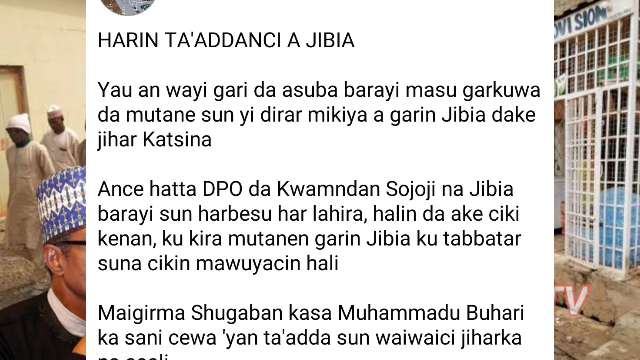 HARIN TA'ADDANCI A JIBIA
Yau an wayi gari da asuba barayi masu garkuwa
da mutane sun yi dirar mikiya a garin Jibia dake
jihar Katsina
Ance hatta DPO da Kwamndan Sojoji na Jibia
barayi sun harbesu har lahira, halin da ake ciki
kenan, ku kira mutanen garin Jibia ku tabbatar
suna cikin mawuyacin hali
Maigirma Shugaban kasa Muhammadu Buhari
ka sani cewa 'yan ta'adda sun waiwaici jiharka
TV